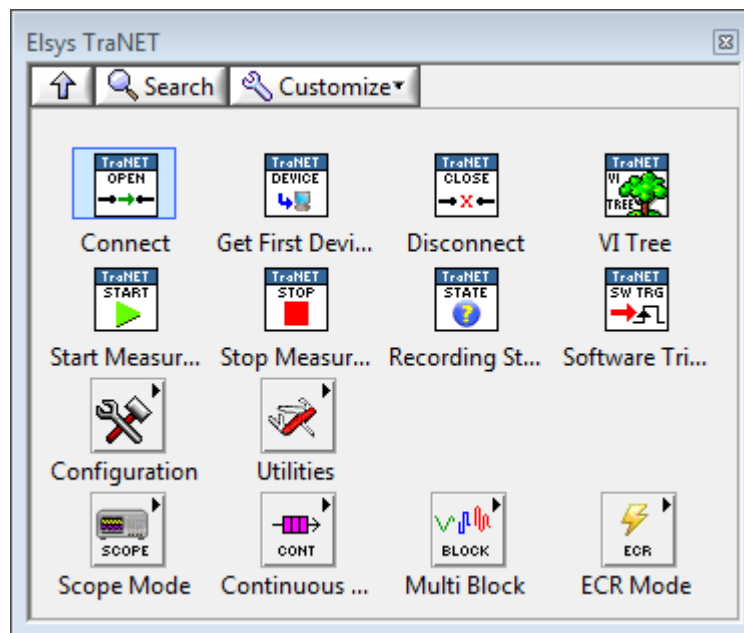 Elsys TraNET
Search Customize
TraNET TraNET TraNET TraNET
OPEN DEVICE CLOSE VI
TREE
Connect Get First Devi... Disconnect VI Tree
TraNET TraNET TraNET TraNET
START STOP STATE SW TRG
Start Measur... Stop Measur... Recording St... Software Tri...
Configuration Utilities
SCOPE CONT BLOCK ECR
Scope Mode Continuous ... Multi Block ECR Mode